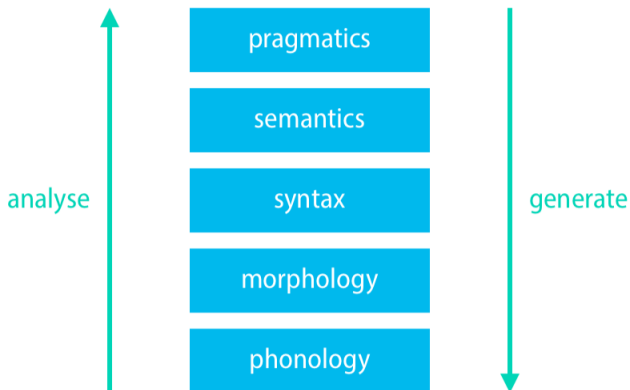 pragmatics
semantics
analyse
syntax
generate
morphology
phonology